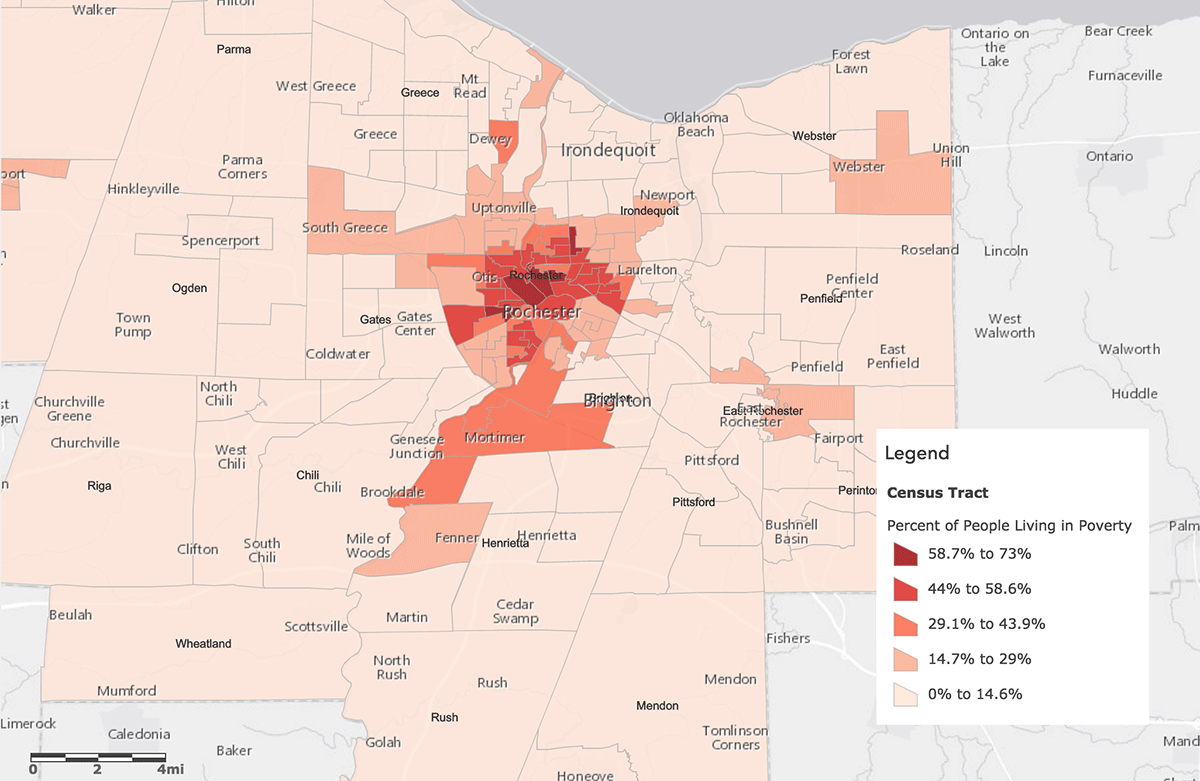 Walker
Hilton
Parma
West Greece
Greece
Mt
Read
Greece
Dewey
Irondequoit
Oklahoma
Beach
Forest
Lawn
Ontario on
the
Lake
Bear Creek
Furnaceville
Webster
Webster
Union
Hill
Ontario
Parma
Corners
port
Hinkleyville
Newport
Irondequoit
Uptonville
South Greece
Spencerport
Roseland
Lincoln
Otis
Rochester
Laurelton
Penfield
Center
Penfield
Ogden
Town
Pump
Gates
Gates
Center
Rochester
West
Walworth
Coldwater
Penfield
East
Penfield
Walworth
North
Chili
Churchville
Greene
Brighton
Brighton
East Rochester
East
Rochester
Huddle
Churchville
Genesee
Junction
Mortimer
Fairport
West
Chili
Pittsford
Riga
Chili
Chili
Brookdale
Pittsford
Perinton
Clifton
South
Chili
Mile of
Woods
Fenner
Henrietta
Henrietta
Bushnell
Basin
Palm
Beulah
Scottsville
Martin
Cedar
Swamp
Wheatland
Fishers
North
Rush
Rush
Mendon
Mumford
Rush
Mendon
Limerock
Caledonia
Baker
Golah
Tomlinson
Corners
Mand
Honeoye
0 2 4mi
Legend
Census Tract
Percent of People Living in Poverty
58.7% to 73%
44% to 58.6%
29.1% to 43.9%
14.7% to 29%
0% to 14.6%